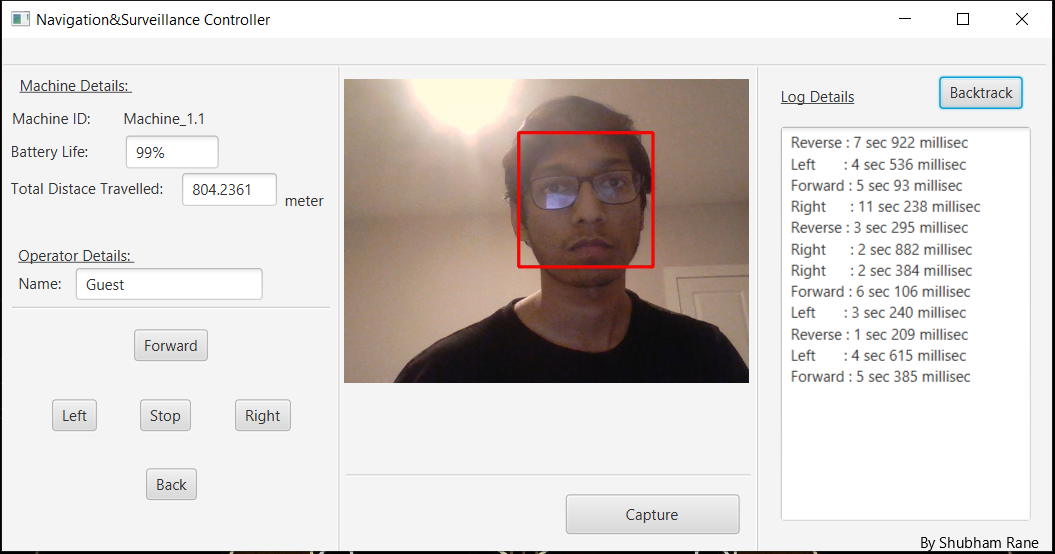 Navigation&Surveillance Controller
Machine Details:
Machine ID: Machine_1.1
Battery Life: 99%
Total Distace Travelled: 804.2361 meter
Operator Details:
Name: Guest
Forward
Left Stop Right
Back
Capture
Log Details Backtrack
Reverse : 7 sec 922 millisec
Left : 4 sec 536 millisec
Forward : 5 sec 93 millisec
Right : 11 sec 238 millisec
Reverse : 3 sec 295 millisec
Right : 2 sec 882 millisec
Right : 2 sec 384 millisec
Forward : 6 sec 106 millisec
Left : 3 sec 240 millisec
Reverse : 1 sec 209 millisec
Left : 4 sec 615 millisec
Forward : 5 sec 385 millisec
By Shubham Rane